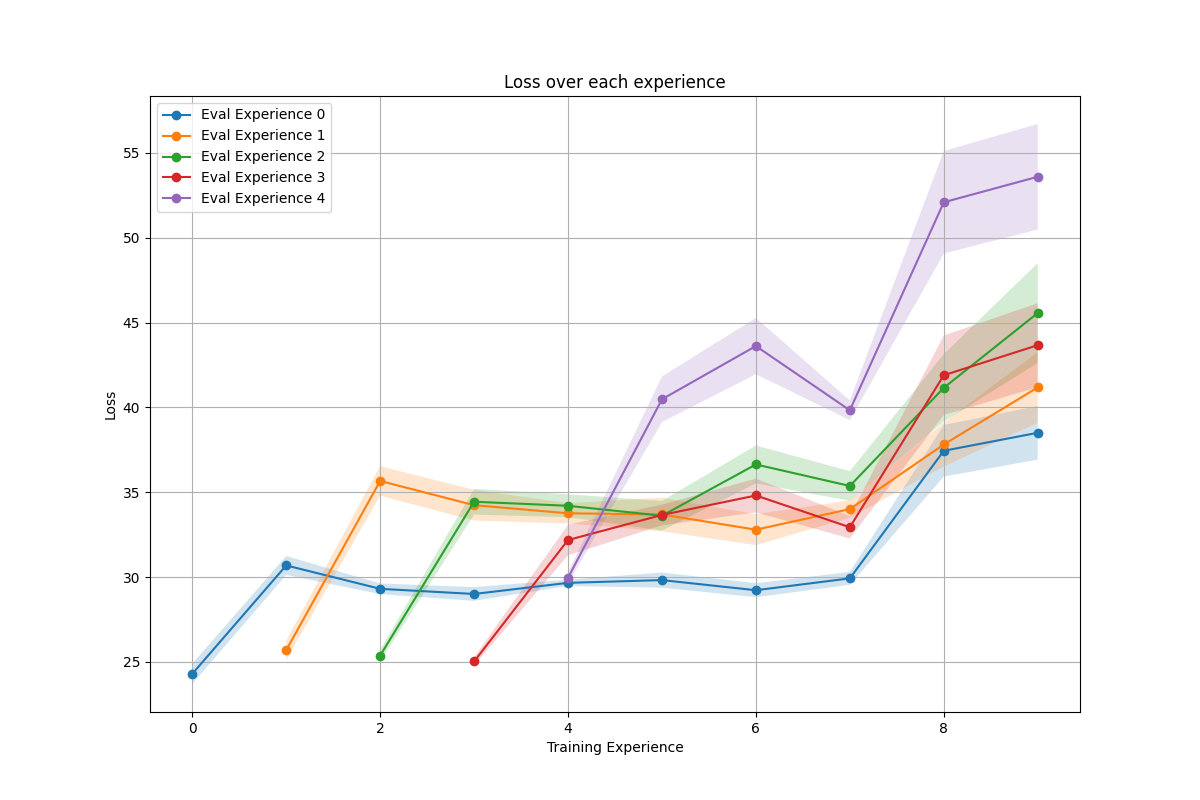 Loss over each experience
Eval Experience 0
Eval Experience 1
Eval Experience 2
Eval Experience 3
Eval Experience 4
55
50
45
40
35
30
25
Loss
0 2 4 6 8
Training Experience